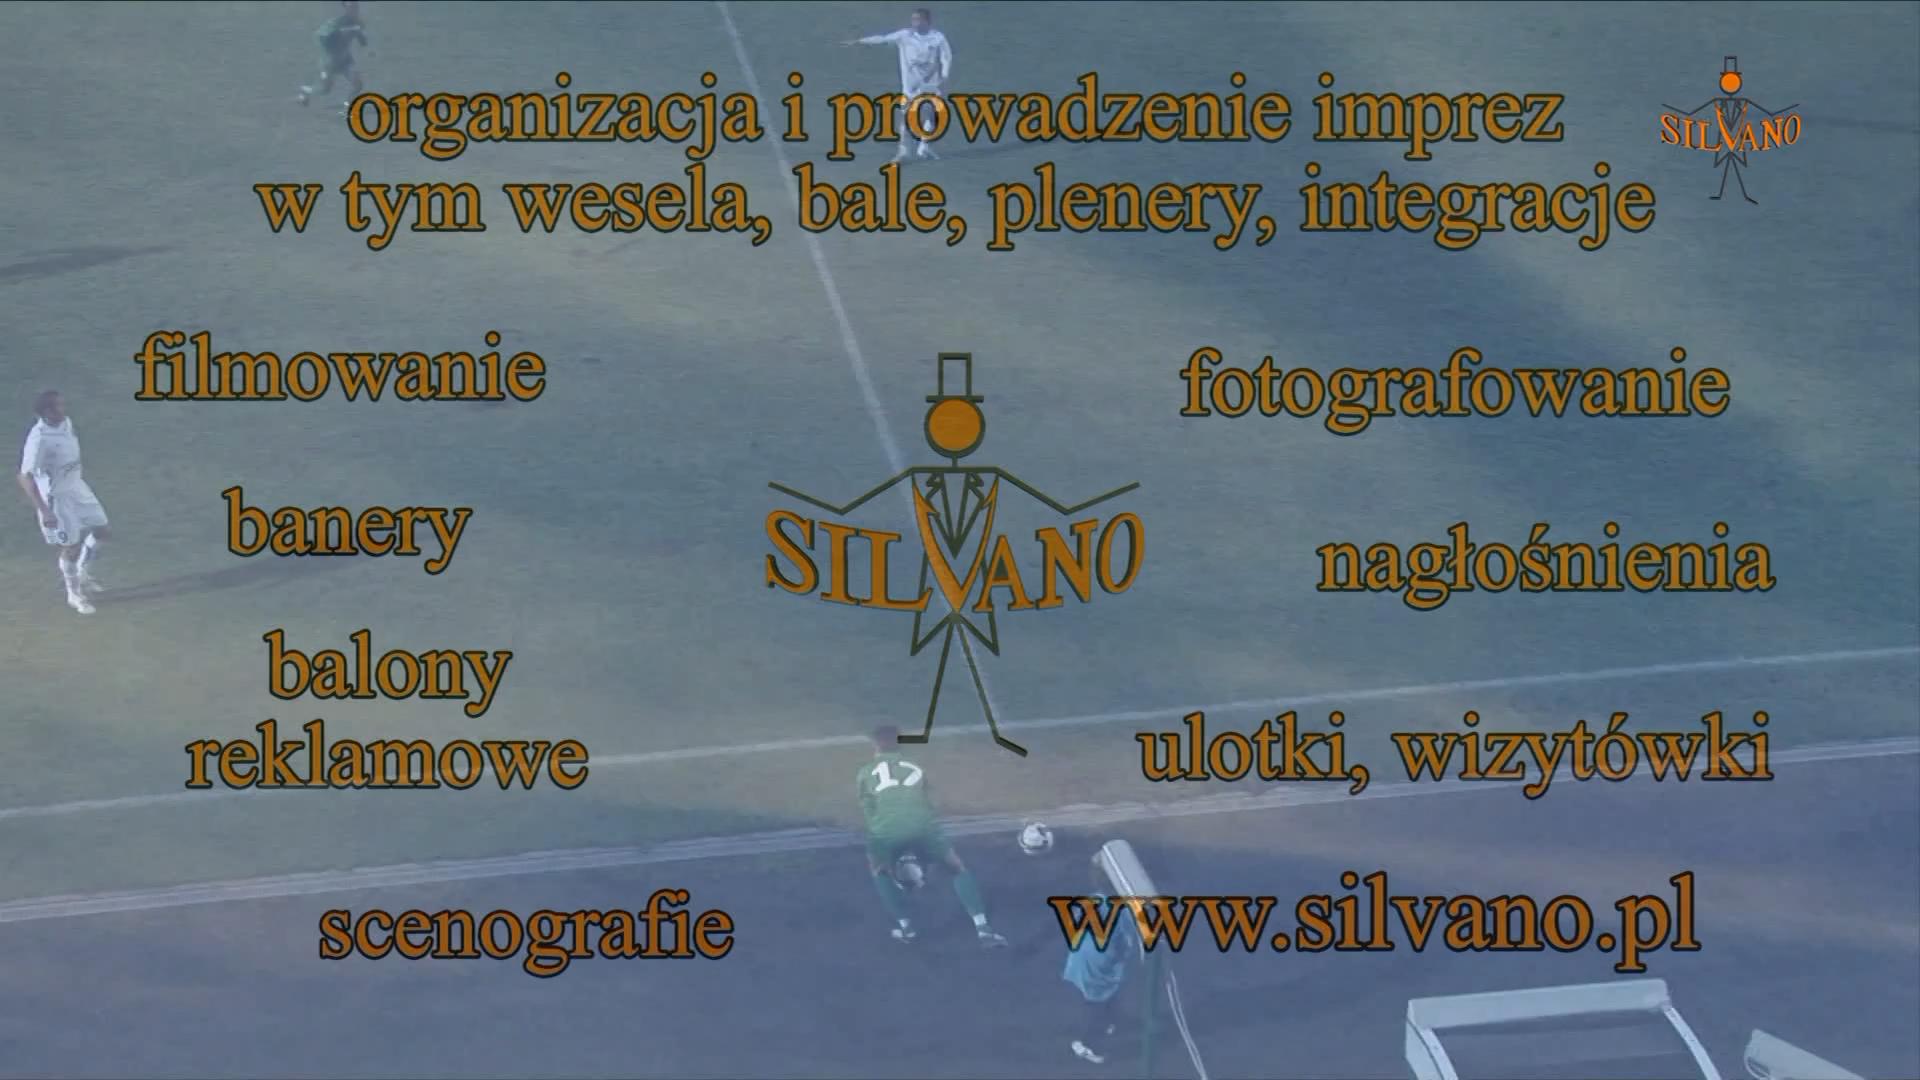 organizacja i prowadzenie imprez
w tym wesela, bale, plenery, integracje
SILVANO
filmowanie
fotografowanie
SILVANO
banery
nagłośnienia
balony
reklamowe
ulotki, wizytówki
17
scenografie
www.silvano.pl